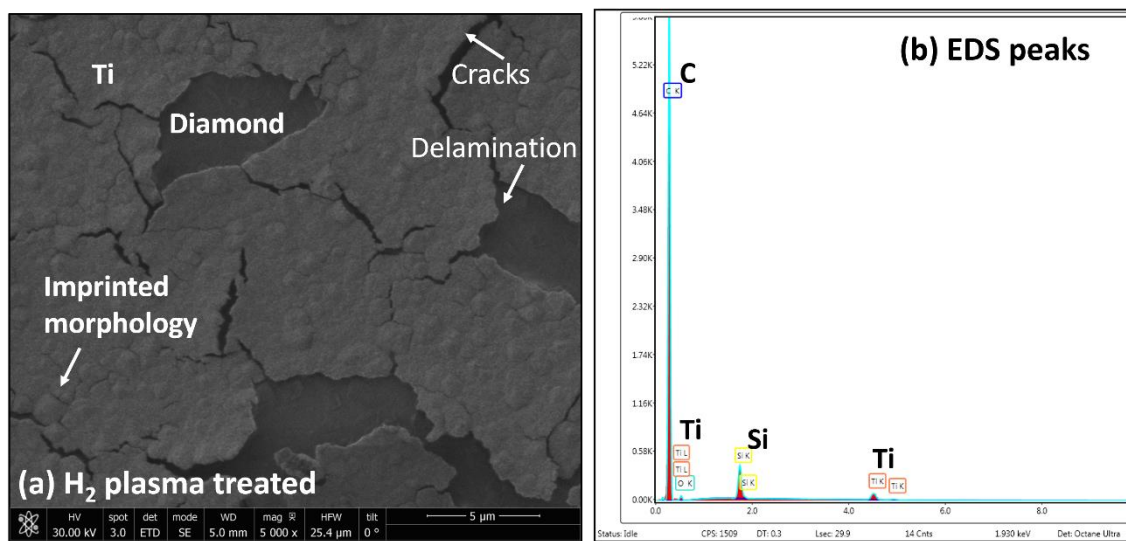 Ti
Diamond
Cracks
Delamination
Imprinted
morphology
(a) H₂ plasma treated
HV spot det mode WD mag HFW tilt
30.00 kV 3.0 ETD SE 5.0 mm 5 000 x 25.4 µm 0 °
5 µm
(b) EDS peaks
5.22K
4.64K
4.06K
3.48K
2.90K
2.32K
1.74K
1.16K
0.58K
0.00K
C
C K
Ti
Ti L
Ti L
O K
Si
Si K
Si K
Ti
Ti K
Ti K
0.0 2.0 4.0 6.0 8.0
Status: Idle CPS: 1509 DT: 0.3 Lsec: 29.9 14 Cnts 1.930 keV Det: Octane Ultra